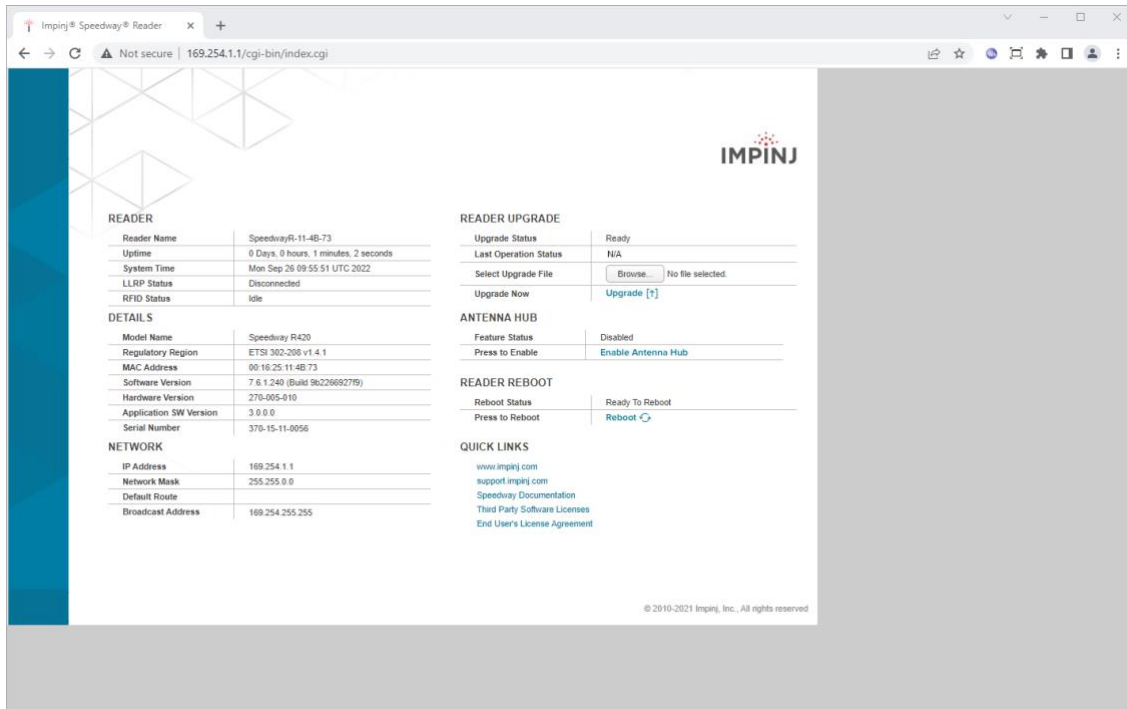 Impinj® Speedway® Reader
Not secure | 169.254.1.1/cgi-bin/index.cgi
IMPINJ
READER
Reader Name SpeedwayR-11-4B-73
Uptime 0 Days, 0 hours, 1 minutes, 2 seconds
System Time Mon Sep 26 09:55:51 UTC 2022
LLRP Status Disconnected
RFID Status Idle
DETAILS
Model Name Speedway R420
Regulatory Region ETSI 302-208 v1.4.1
MAC Address 00:16:25:11:4B:73
Software Version 7.6.1.240 (Build 9b2266927f9)
Hardware Version 270-005-010
Application SW Version 3.0.0.0
Serial Number 370-15-11-0056
NETWORK
IP Address 169.254.1.1
Network Mask 255.255.0.0
Default Route
Broadcast Address 169.254.255.255
READER UPGRADE
Upgrade Status Ready
Last Operation Status N/A
Select Upgrade File Browse... No file selected.
Upgrade Now Upgrade [↑]
ANTENNA HUB
Feature Status Disabled
Press to Enable Enable Antenna Hub
READER REBOOT
Reboot Status Ready To Reboot
Press to Reboot Reboot
QUICK LINKS
www.impinj.com
support.impinj.com
Speedway Documentation
Third Party Software Licenses
End User's License Agreement
© 2010-2021 Impinj, Inc., All rights reserved